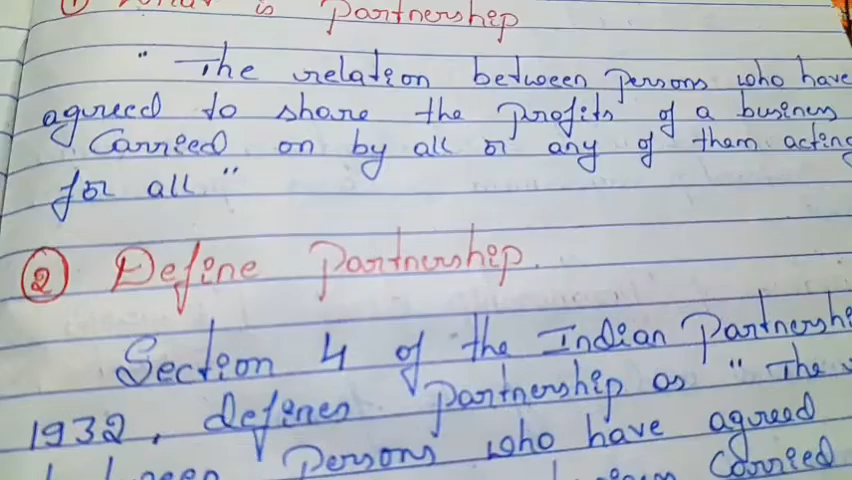 ① What is Partnership
" The relation between persons who have
agreed to share the profits of a business
Carried on by all or any of them acting
for all "
② Define Partnership.
Section 4 of the Indian Partnersh
1932, defines Partnership as " The
Persons who have agreed
Carried